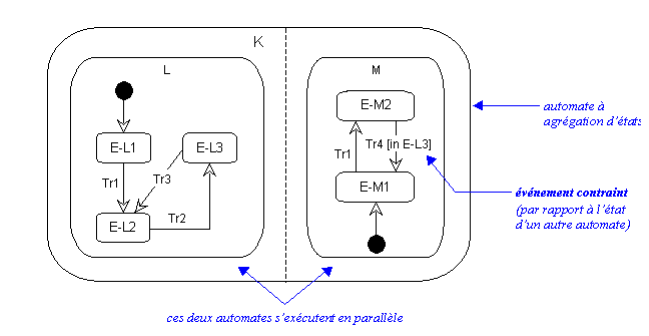 K
L
M
E-M2
automate à
agrégation d'états
E-L1
E-L3
Tr4 [in E-L3]
Tr1
Tr1
Tr3
E-M1
événement contraint
(par rapport à l'état
d'un autre automate)
E-L2
Tr2
ces deux automates s'exécutent en parallèle